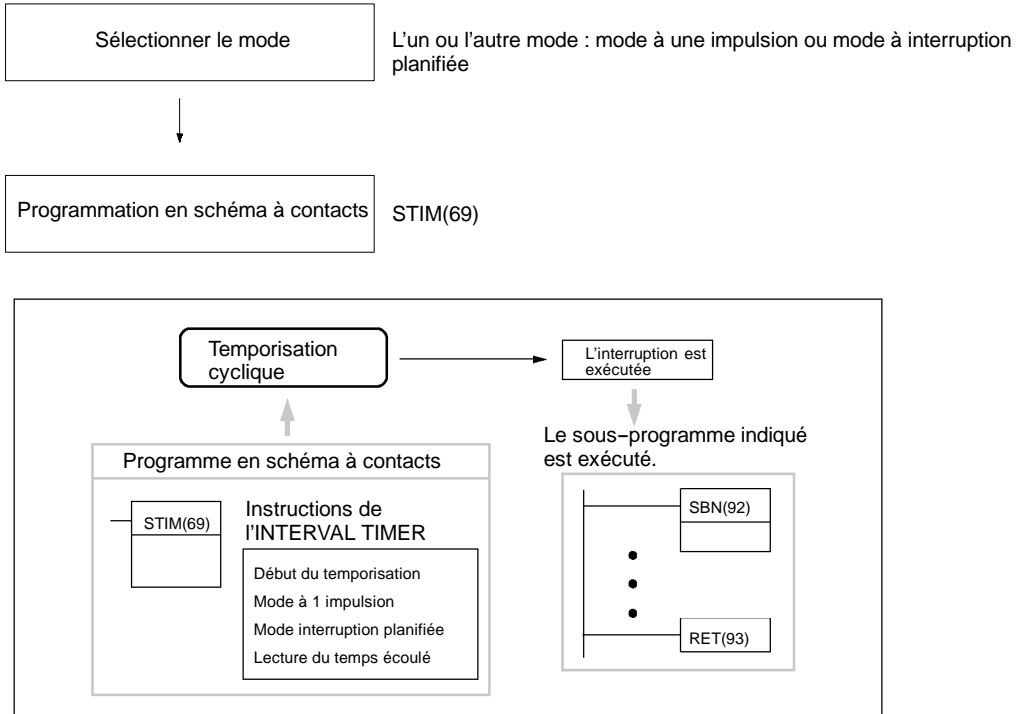 Sélectionner le mode
L'un ou l'autre mode : mode à une impulsion ou mode à interruption
planifiée
Programmation en schéma à contacts
STIM(69)
Temporisation
cyclique
L'interruption est
exécutée
Le sous-programme indiqué
est exécuté.
Programme en schéma à contacts
STIM(69)
Instructions de
l'INTERVAL TIMER
Début du temporisation
Mode à 1 impulsion
Mode interruption planifiée
Lecture du temps écoulé
SBN(92)
RET(93)